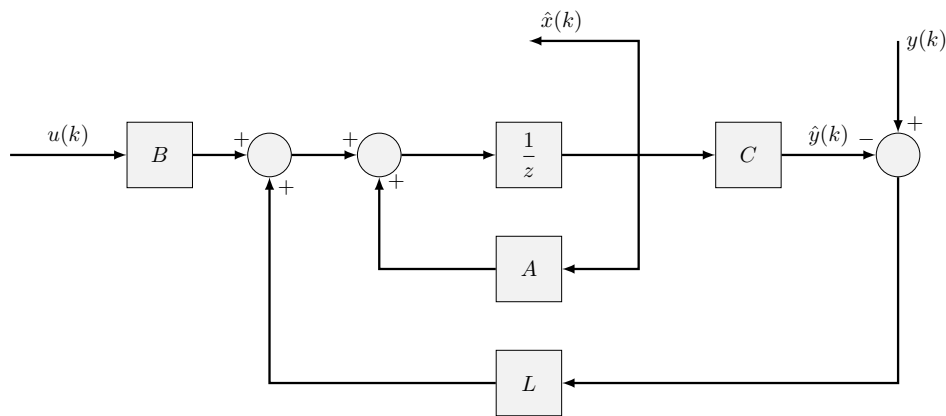 x̂(k)
y(k)
u(k)
B
+
+
+
+
1
z
C
ŷ(k)
−
+
A
L